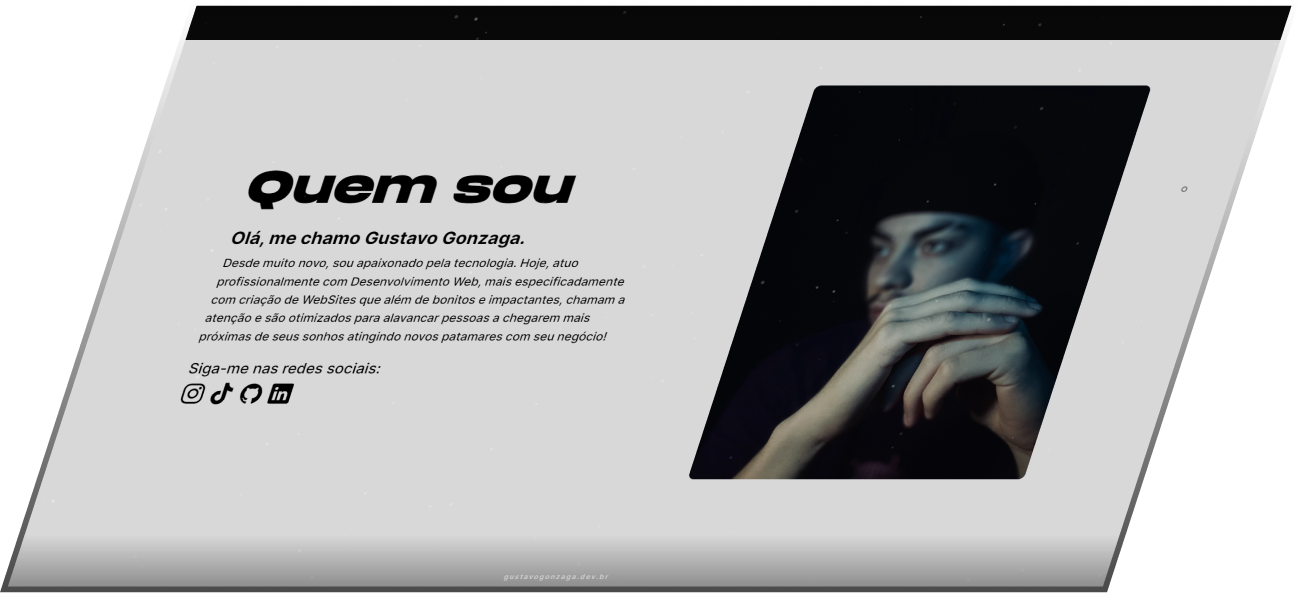 Quem sou
Olá, me chamo Gustavo Gonzaga.
Desde muito novo, sou apaixonado pela tecnologia. Hoje, atuo
profissionalmente com Desenvolvimento Web, mais especificadamente
com criação de WebSites que além de bonitos e impactantes, chamam a
atenção e são otimizados para alavancar pessoas a chegarem mais
próximas de seus sonhos atingindo novos patamares com seu negócio!
Siga-me nas redes sociais:
in
gustavogonzaga.dev.br